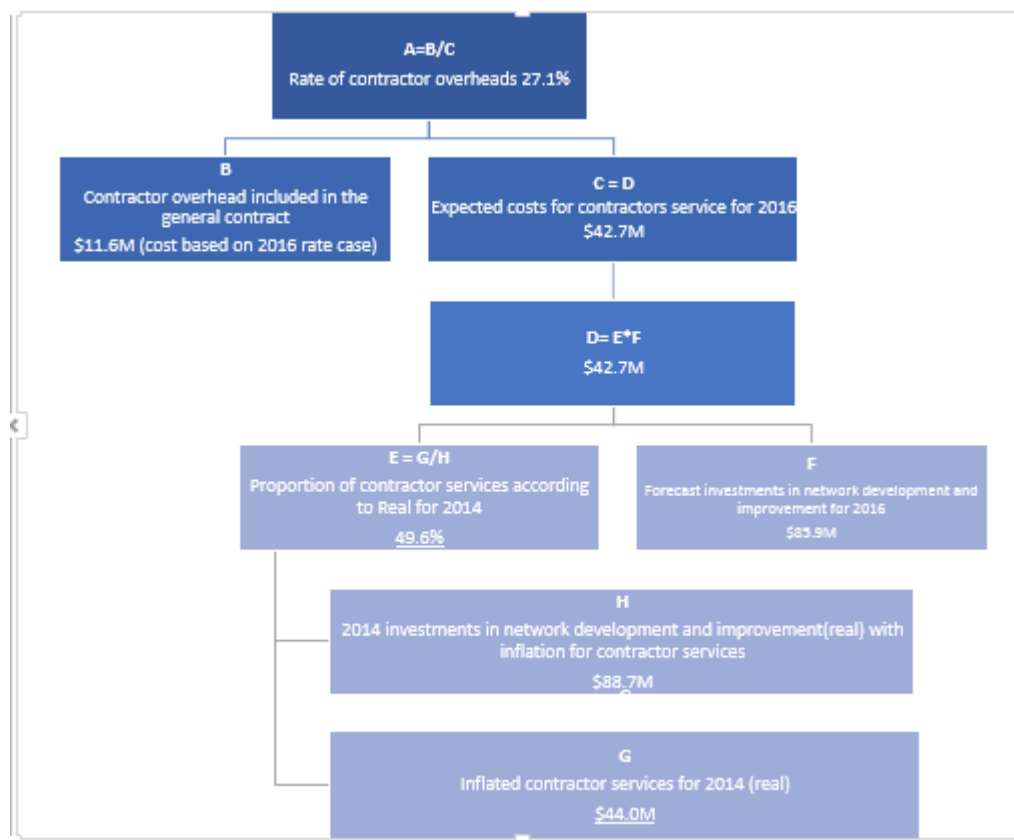 A=B/C
Rate of contractor overheads 27.1%
B
Contractor overhead included in the
general contract
$11.6M (cost based on 2016 rate case)
C = D
Expected costs for contractors service for 2016
$42.7M
D= E*F
$42.7M
E = G/H
Proportion of contractor services according
to Real for 2014
49.6%
F
Forecast investments in network development and
improvement for 2016
$85.9M
H
2014 investments in network development and improvement(real) with
inflation for contractor services
$88.7M
G
Inflated contractor services for 2014 (real)
$44.0M